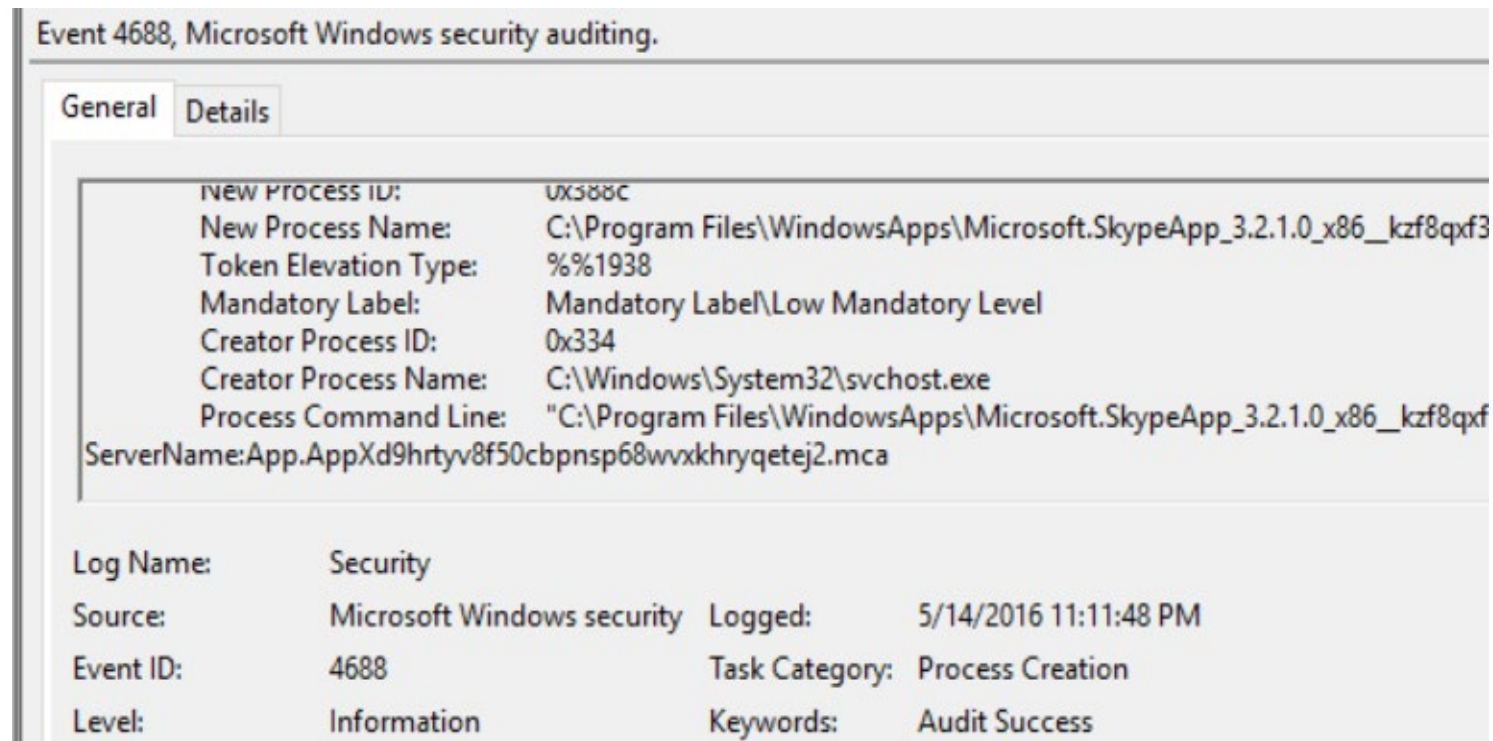 Event 4688, Microsoft Windows security auditing.
General Details
New Process ID: 0x388c
New Process Name: C:\Program Files\WindowsApps\Microsoft.SkypeApp_3.2.1.0_x86__kzf8qxf3
Token Elevation Type: %%1938
Mandatory Label: Mandatory Label\Low Mandatory Level
Creator Process ID: 0x334
Creator Process Name: C:\Windows\System32\svchost.exe
Process Command Line: "C:\Program Files\WindowsApps\Microsoft.SkypeApp_3.2.1.0_x86__kzf8qxf
ServerName:App.AppXd9hrtyv8f50cbpnsp68wvxkhryqetej2.mca
Log Name: Security
Source: Microsoft Windows security Logged: 5/14/2016 11:11:48 PM
Event ID: 4688 Task Category: Process Creation
Level: Information Keywords: Audit Success